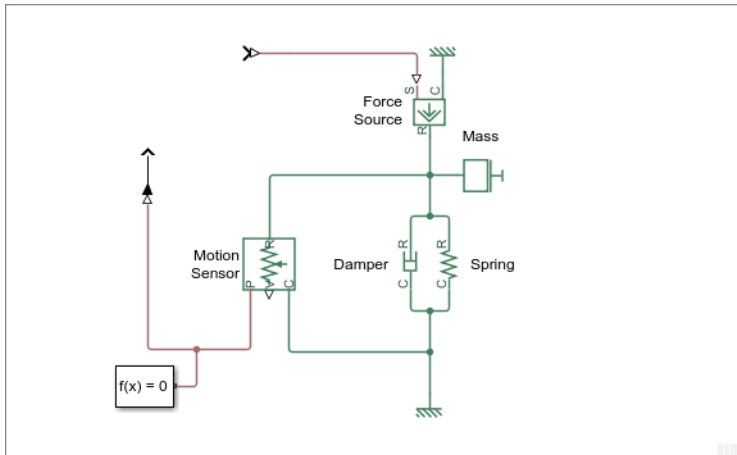 S
C
Force
Source
R
Mass
R
Motion
Sensor
P
V
C
Damper
R
C
R
C
Spring
f(x) = 0